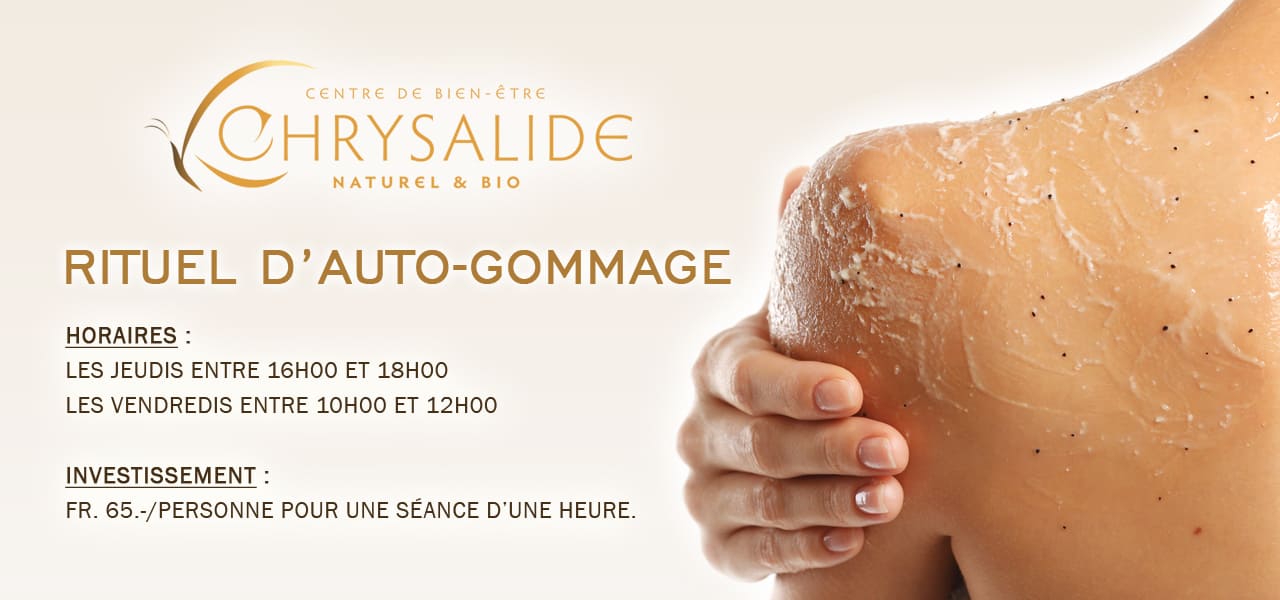 CENTRE DE BIEN-ÊTRE
CHRYSALIDE
NATUREL & BIO
RITUEL D’AUTO-GOMMAGE
HORAIRES :
LES JEUDIS ENTRE 16H00 ET 18H00
LES VENDREDIS ENTRE 10H00 ET 12H00
INVESTISSEMENT :
FR. 65.-/PERSONNE POUR UNE SÉANCE D’UNE HEURE.